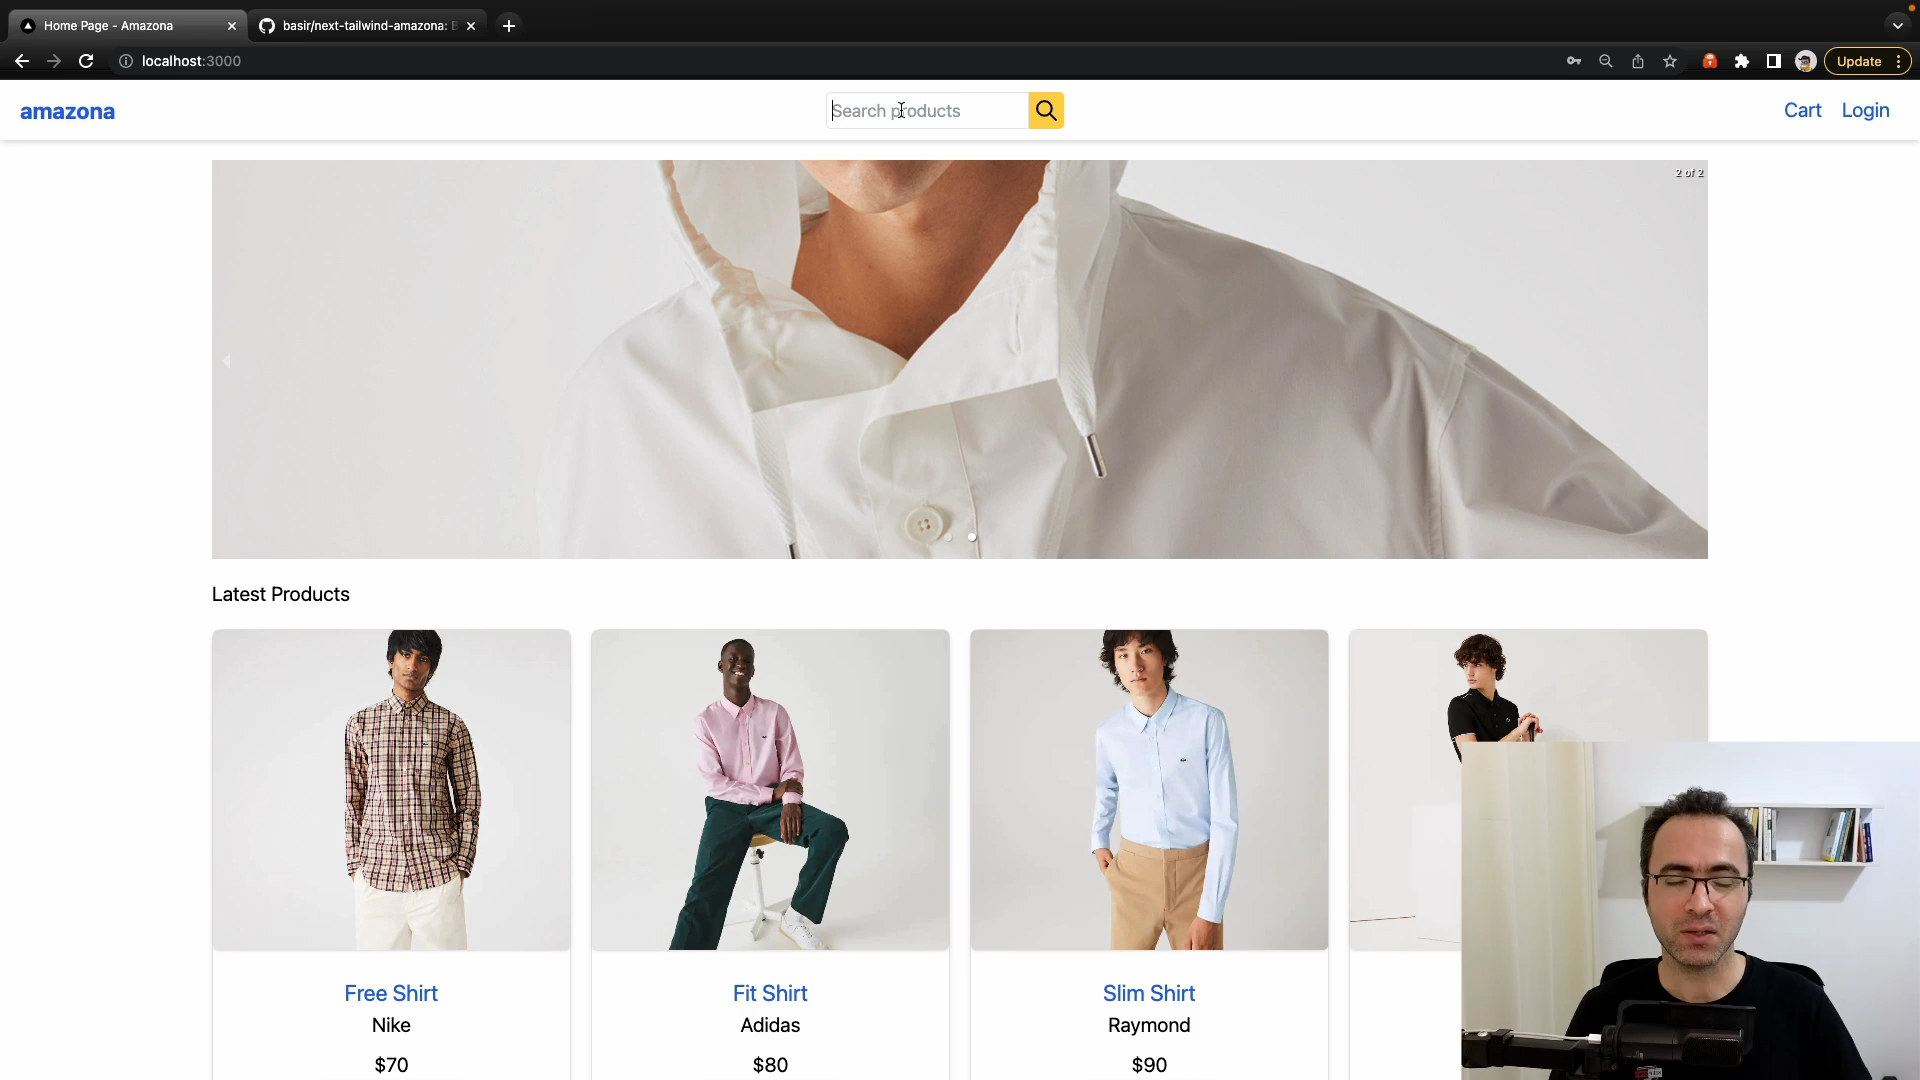 Home Page - Amazona
basir/next-tailwind-amazona:
localhost:3000
Update
amazona
Search products
Cart
Login
2 of 2
Latest Products
Free Shirt
Nike
$70
Fit Shirt
Adidas
$80
Slim Shirt
Raymond
$90